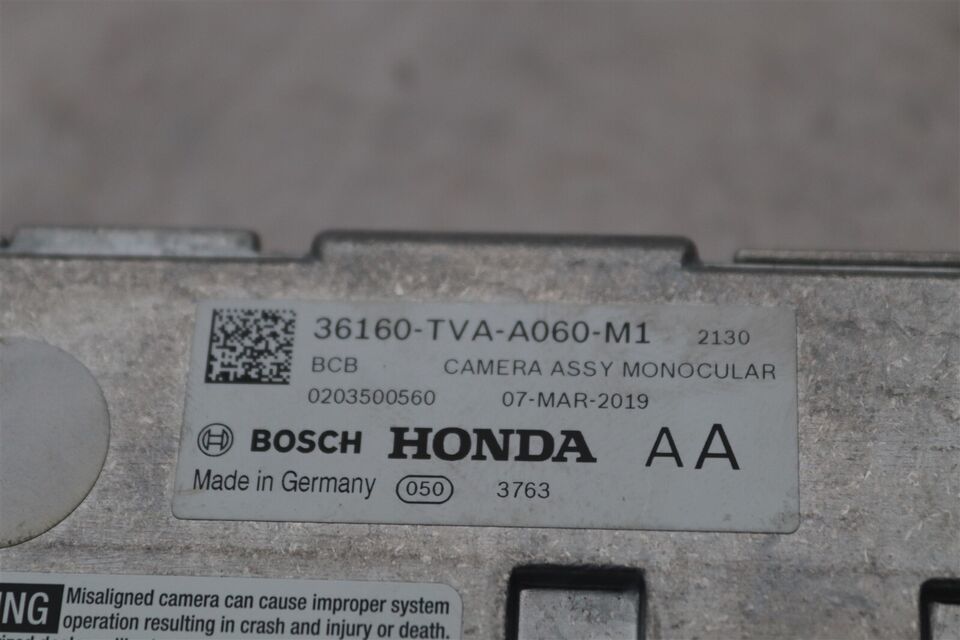 36160-TVA-A060-M1 2130
BCB CAMERA ASSY MONOCULAR
0203500560 07-MAR-2019
BOSCH HONDA AA
Made in Germany 050 3763
NG Misaligned camera can cause improper system
operation resulting in crash and injury or death.